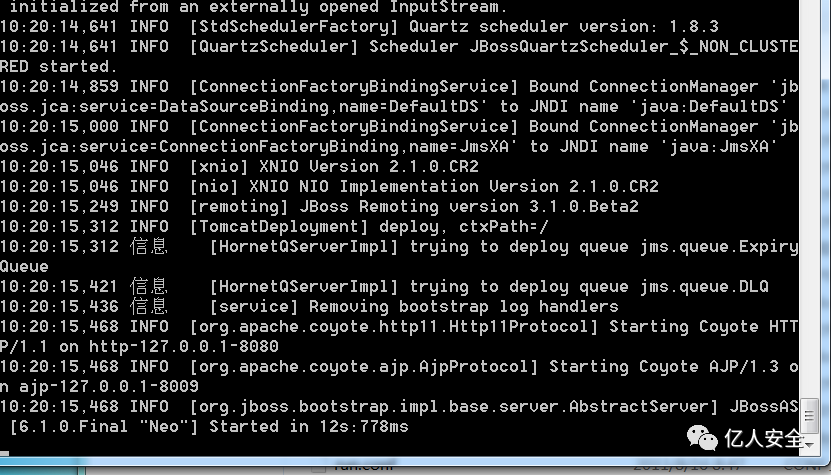 initialized from an externally opened InputStream.
10:20:14,641 INFO  [StdSchedulerFactory] Quartz scheduler version: 1.8.3
10:20:14,641 INFO  [QuartzScheduler] Scheduler JBossQuartzScheduler_$_NON_CLUSTE
RED started.
10:20:14,859 INFO  [ConnectionFactoryBindingService] Bound ConnectionManager 'jb
oss.jca:service=DataSourceBinding,name=DefaultDS' to JNDI name 'java:DefaultDS'
10:20:15,000 INFO  [ConnectionFactoryBindingService] Bound ConnectionManager 'jb
oss.jca:service=ConnectionFactoryBinding,name=JmsXA' to JNDI name 'java:JmsXA'
10:20:15,046 INFO  [xnio] XNIO Version 2.1.0.CR2
10:20:15,046 INFO  [nio] XNIO NIO Implementation Version 2.1.0.CR2
10:20:15,249 INFO  [remoting] JBoss Remoting version 3.1.0.Beta2
10:20:15,312 INFO  [TomcatDeployment] deploy, ctxPath=/
10:20:15,312 信息    [HornetQServerImpl] trying to deploy queue jms.queue.Expiry
Queue
10:20:15,421 信息    [HornetQServerImpl] trying to deploy queue jms.queue.DLQ
10:20:15,436 信息    [service] Removing bootstrap log handlers
10:20:15,468 INFO  [org.apache.coyote.http11.Http11Protocol] Starting Coyote HTT
P/1.1 on http-127.0.0.1-8080
10:20:15,468 INFO  [org.apache.coyote.ajp.AjpProtocol] Starting Coyote AJP/1.3 o
n ajp-127.0.0.1-8009
10:20:15,468 INFO  [org.jboss.bootstrap.impl.base.server.AbstractServer] JBossAS
 [6.1.0.Final "Neo"] Started in 12s:778ms
亿人安全
run.conf